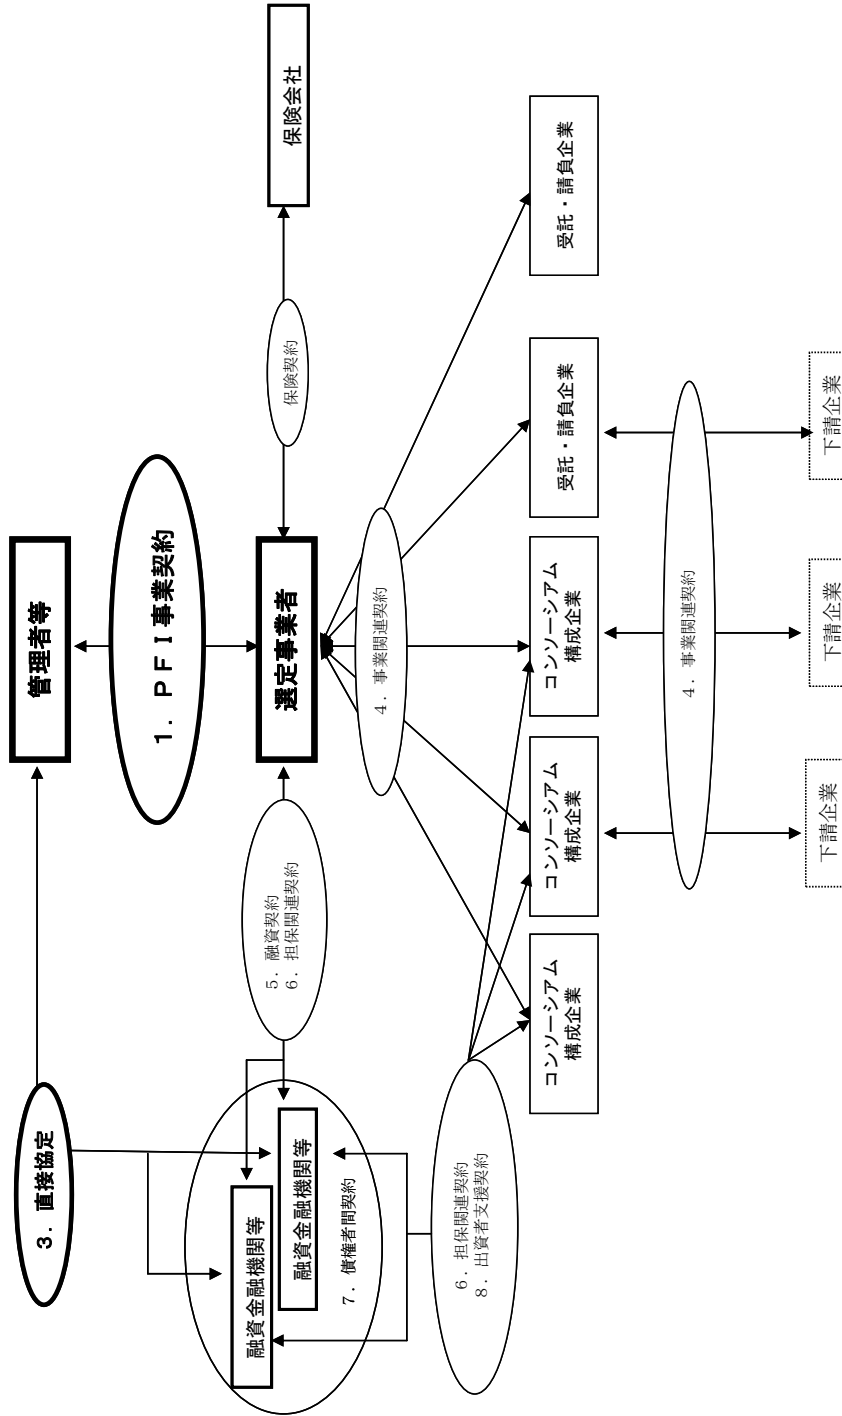 管理者等
3. 直接協定
1. ＰＦＩ事業契約
融資金融機関等
融資金融機関等
7. 債権者間契約
5. 融資契約
6. 担保関連契約
選定事業者
保険契約
保険会社
4. 事業関連契約
6. 担保関連契約
8. 出資者支援契約
コンソーシアム
構成企業
コンソーシアム
構成企業
コンソーシアム
構成企業
受託・請負企業
受託・請負企業
4. 事業関連契約
下請企業
下請企業
下請企業